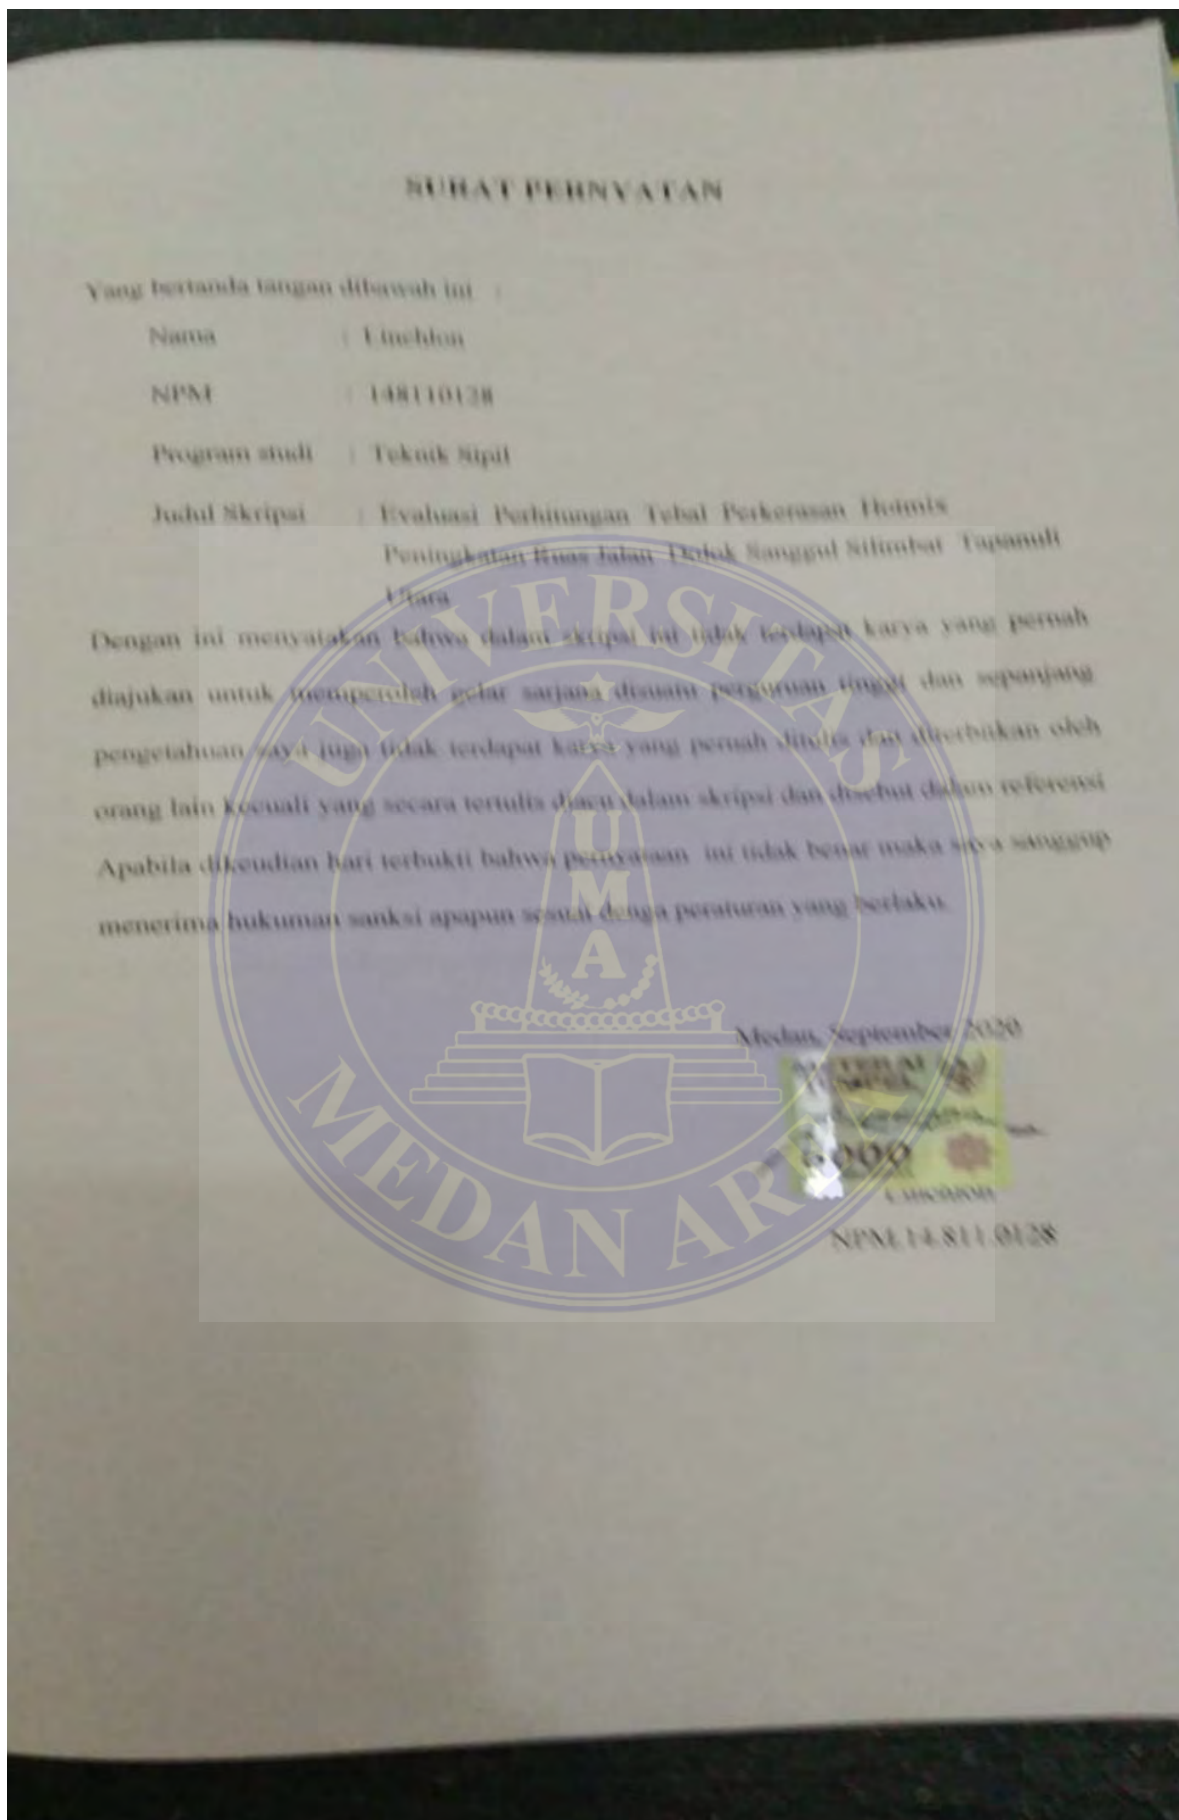 SURAT PERNYATAN
Yang bertanda tangan dibawah ini :
Nama :
NPM : 148110128
Program studi : Teknik Sipil
Judul Skripsi : Evaluasi Perhitungan Tebal Perkerasan Hotmix
Peningkatan Ruas Jalan Dolok Sanggul Silimbat Tapanuli
Utara
Dengan ini menyatakan bahwa dalam skripsi ini tidak terdapat karya yang pernah
diajukan untuk memperoleh gelar sarjana disuatu perguruan tinggi dan sepanjang
pengetahuan saya juga tidak terdapat karya yang pernah ditulis dan diterbitkan oleh
orang lain kecuali yang secara tertulis diacu dalam skripsi dan disebut dalam referensi
Apabila dikeudian hari terbukti bahwa pernyataan ini tidak benar maka saya sanggup
menerima hukuman sanksi apapun sesuai denga peraturan yang berlaku.
Medan, September 2020
METERAI
TEMPEL
6000
NPM.14.811.0128
UNIVERSITAS
UMA
MEDAN AREA